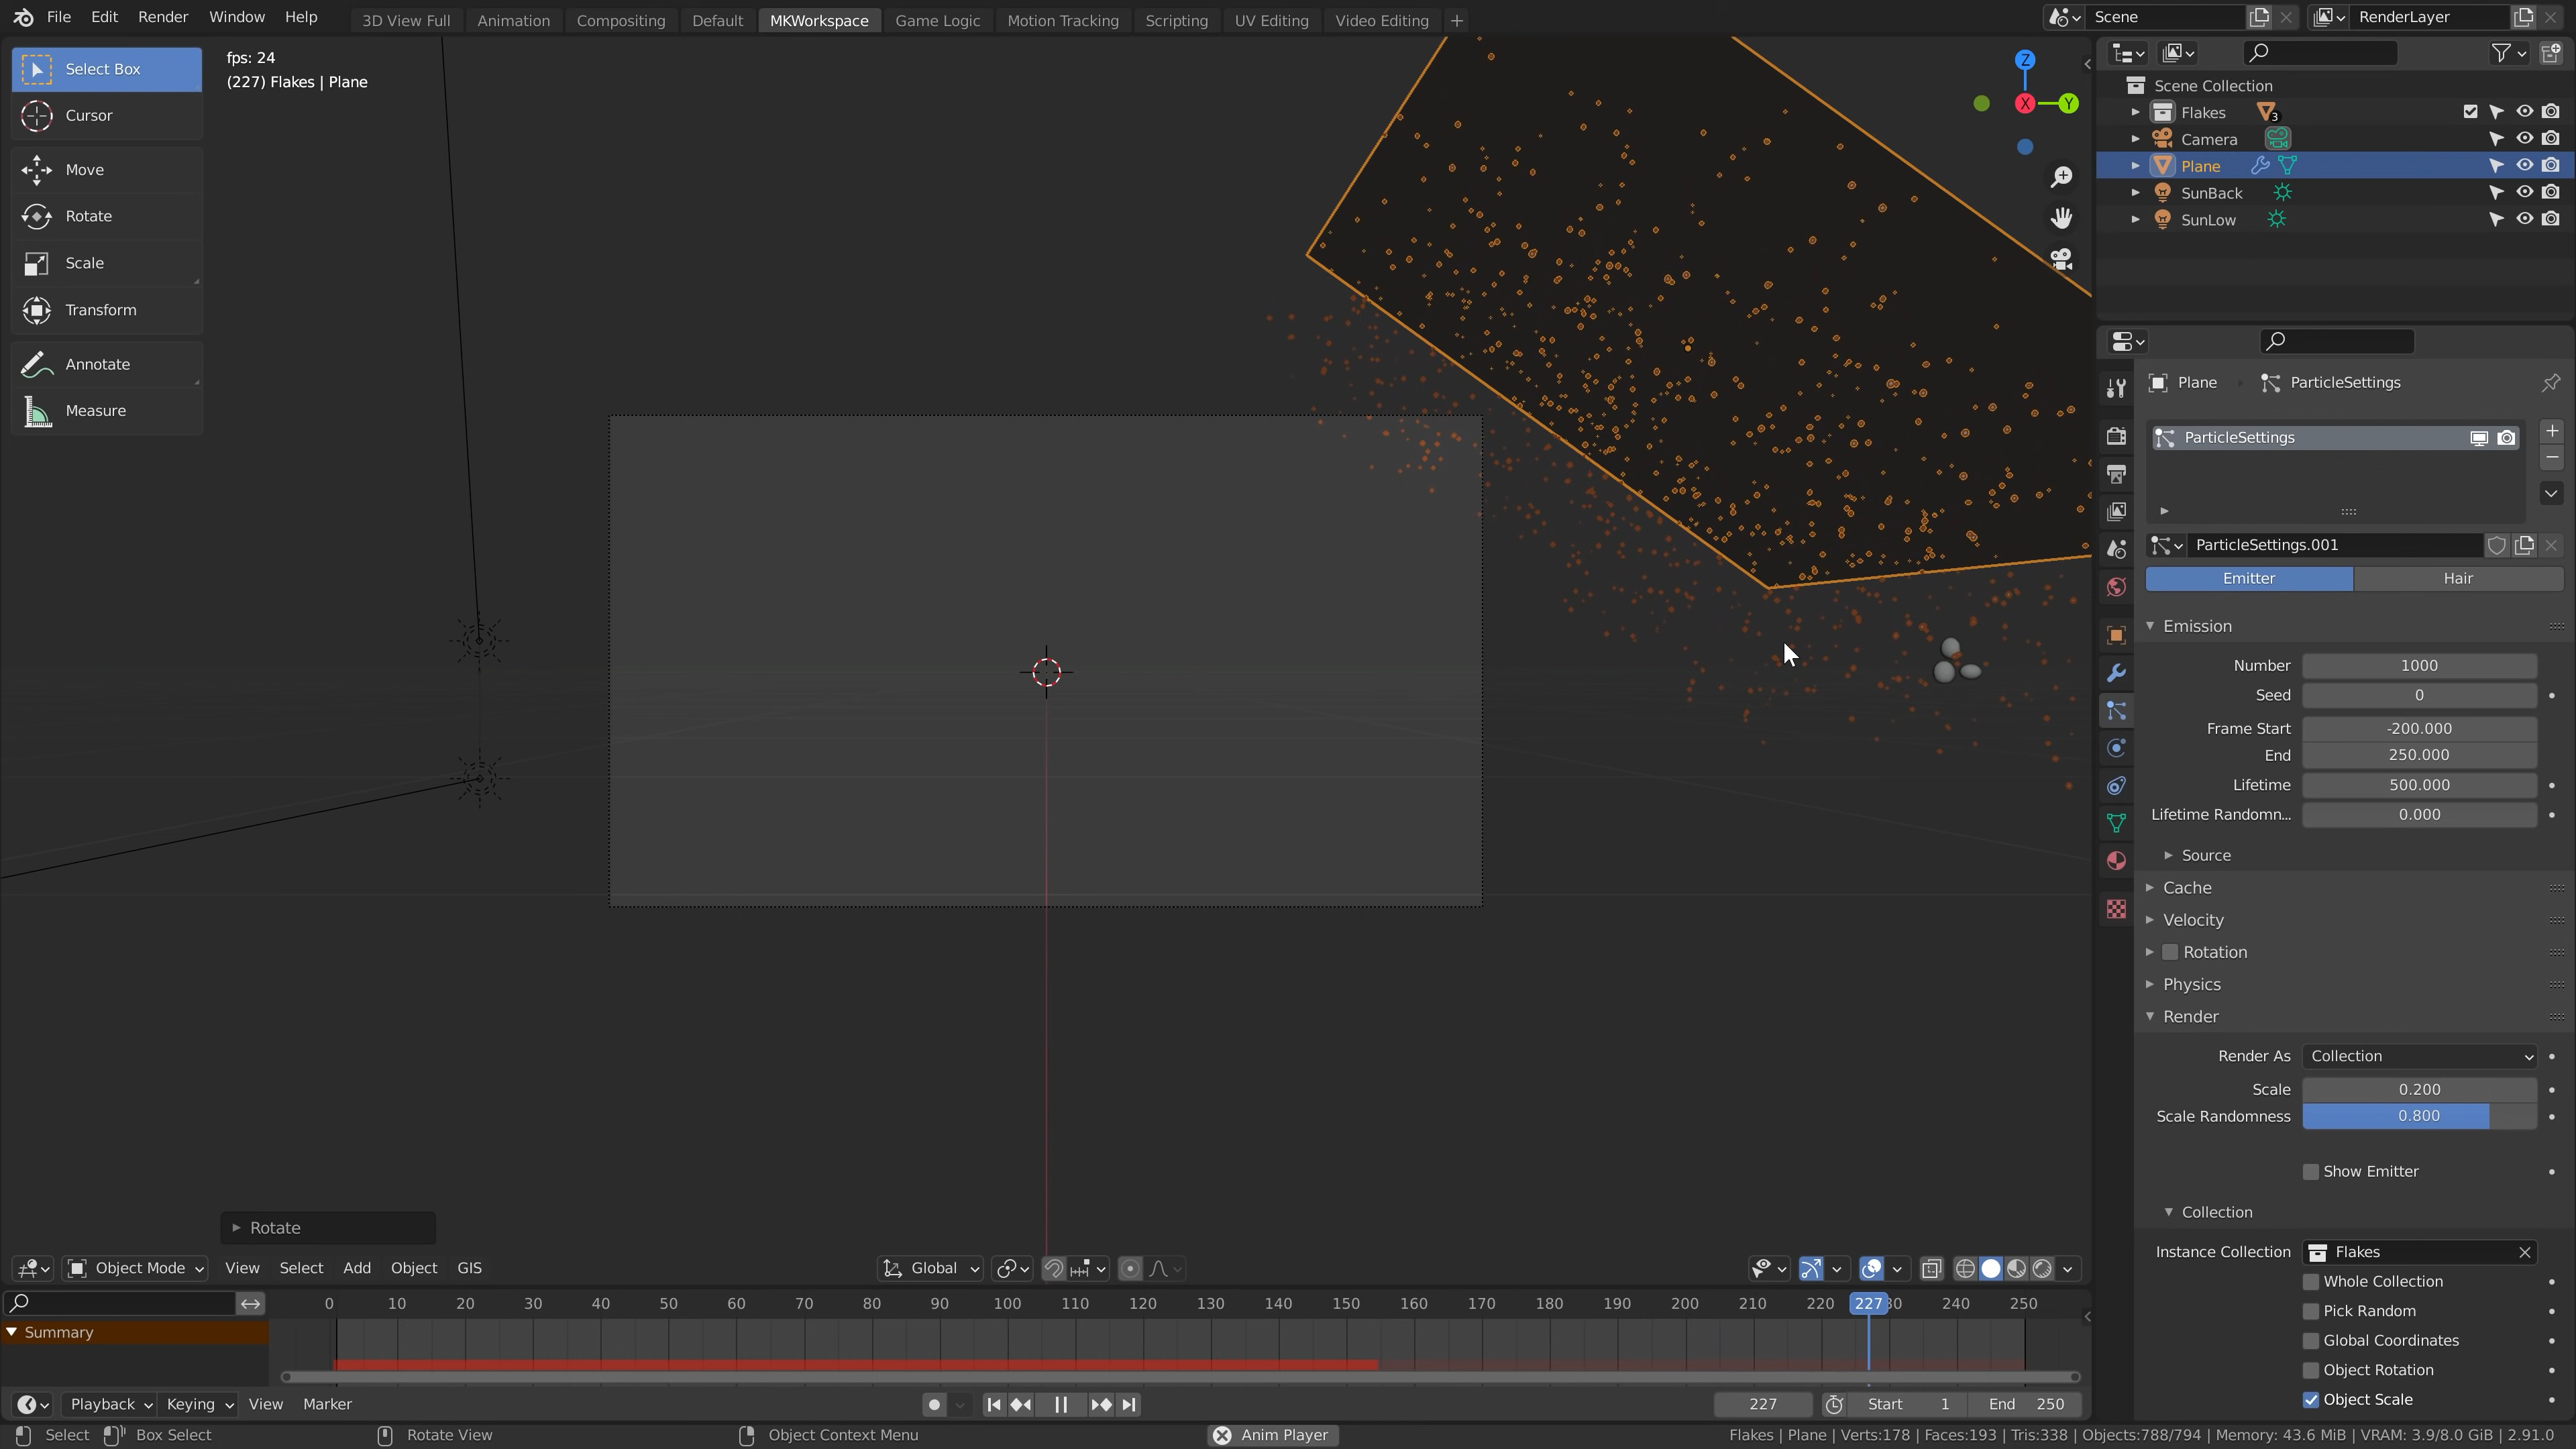 File Edit Render Window Help 3D View Full Animation Compositing Default MKWorkspace Game Logic Motion Tracking Scripting UV Editing Video Editing + Scene RenderLayer
Select Box
Cursor
Move
Rotate
Scale
Transform
Annotate
Measure
fps: 24
(227) Flakes | Plane
Z
X
Y
Scene Collection
Flakes 3
Camera
Plane
SunBack
SunLow
Plane ParticleSettings
ParticleSettings
ParticleSettings.001
Emitter Hair
Emission
Number 1000
Seed 0
Frame Start -200.000
End 250.000
Lifetime 500.000
Lifetime Randomn... 0.000
Source
Cache
Velocity
Rotation
Physics
Render
Render As Collection
Scale 0.200
Scale Randomness 0.800
Show Emitter
Collection
Instance Collection Flakes
Whole Collection
Pick Random
Global Coordinates
Object Rotation
Object Scale
Rotate
Object Mode View Select Add Object GIS Global
0 10 20 30 40 50 60 70 80 90 100 110 120 130 140 150 160 170 180 190 200 210 220 227 30 240 250
Summary
Playback Keying View Marker 227 Start 1 End 250
Select Box Select Rotate View Object Context Menu Anim Player Flakes | Plane | Verts:178 | Faces:193 | Tris:338 | Objects:788/794 | Memory: 43.6 MiB | VRAM: 3.9/8.0 GiB | 2.91.0